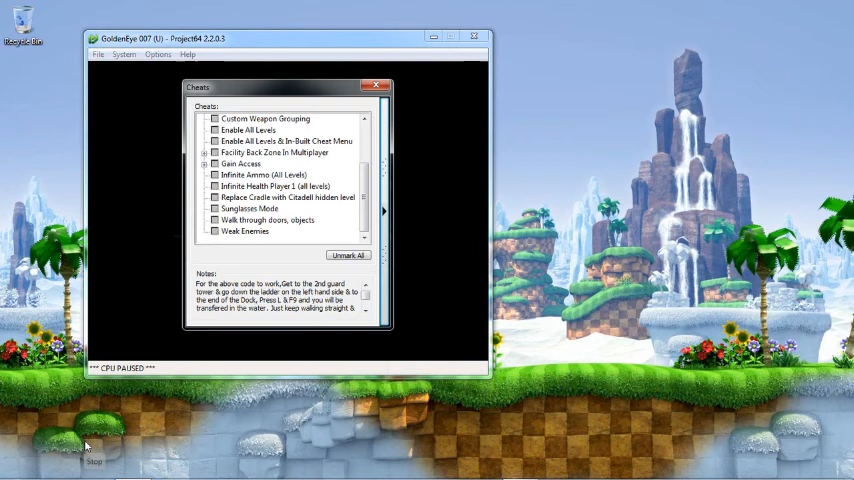 GoldenEye 007 (U) - Project64 2.2.0.3
File System Options Help
Recycle Bin
Cheats
Cheats:
Custom Weapon Grouping
Enable All Levels
Enable All Levels & In-Built Cheat Menu
Facility Back Zone In Multiplayer
Gain Access
Infinite Ammo (All Levels)
Infinite Health Player 1 (all levels)
Replace Cradle with Citadell hidden level
Sunglasses Mode
Walk through doors, objects
Weak Enemies
Unmark All
Notes:
For the above code to work,Get to the 2nd guard
tower & go down the ladder on the left hand side & to
the end of the Dock, Press L & F9 and you will be
transfered in the water. Just keep walking straight &
*** CPU PAUSED ***
Stop